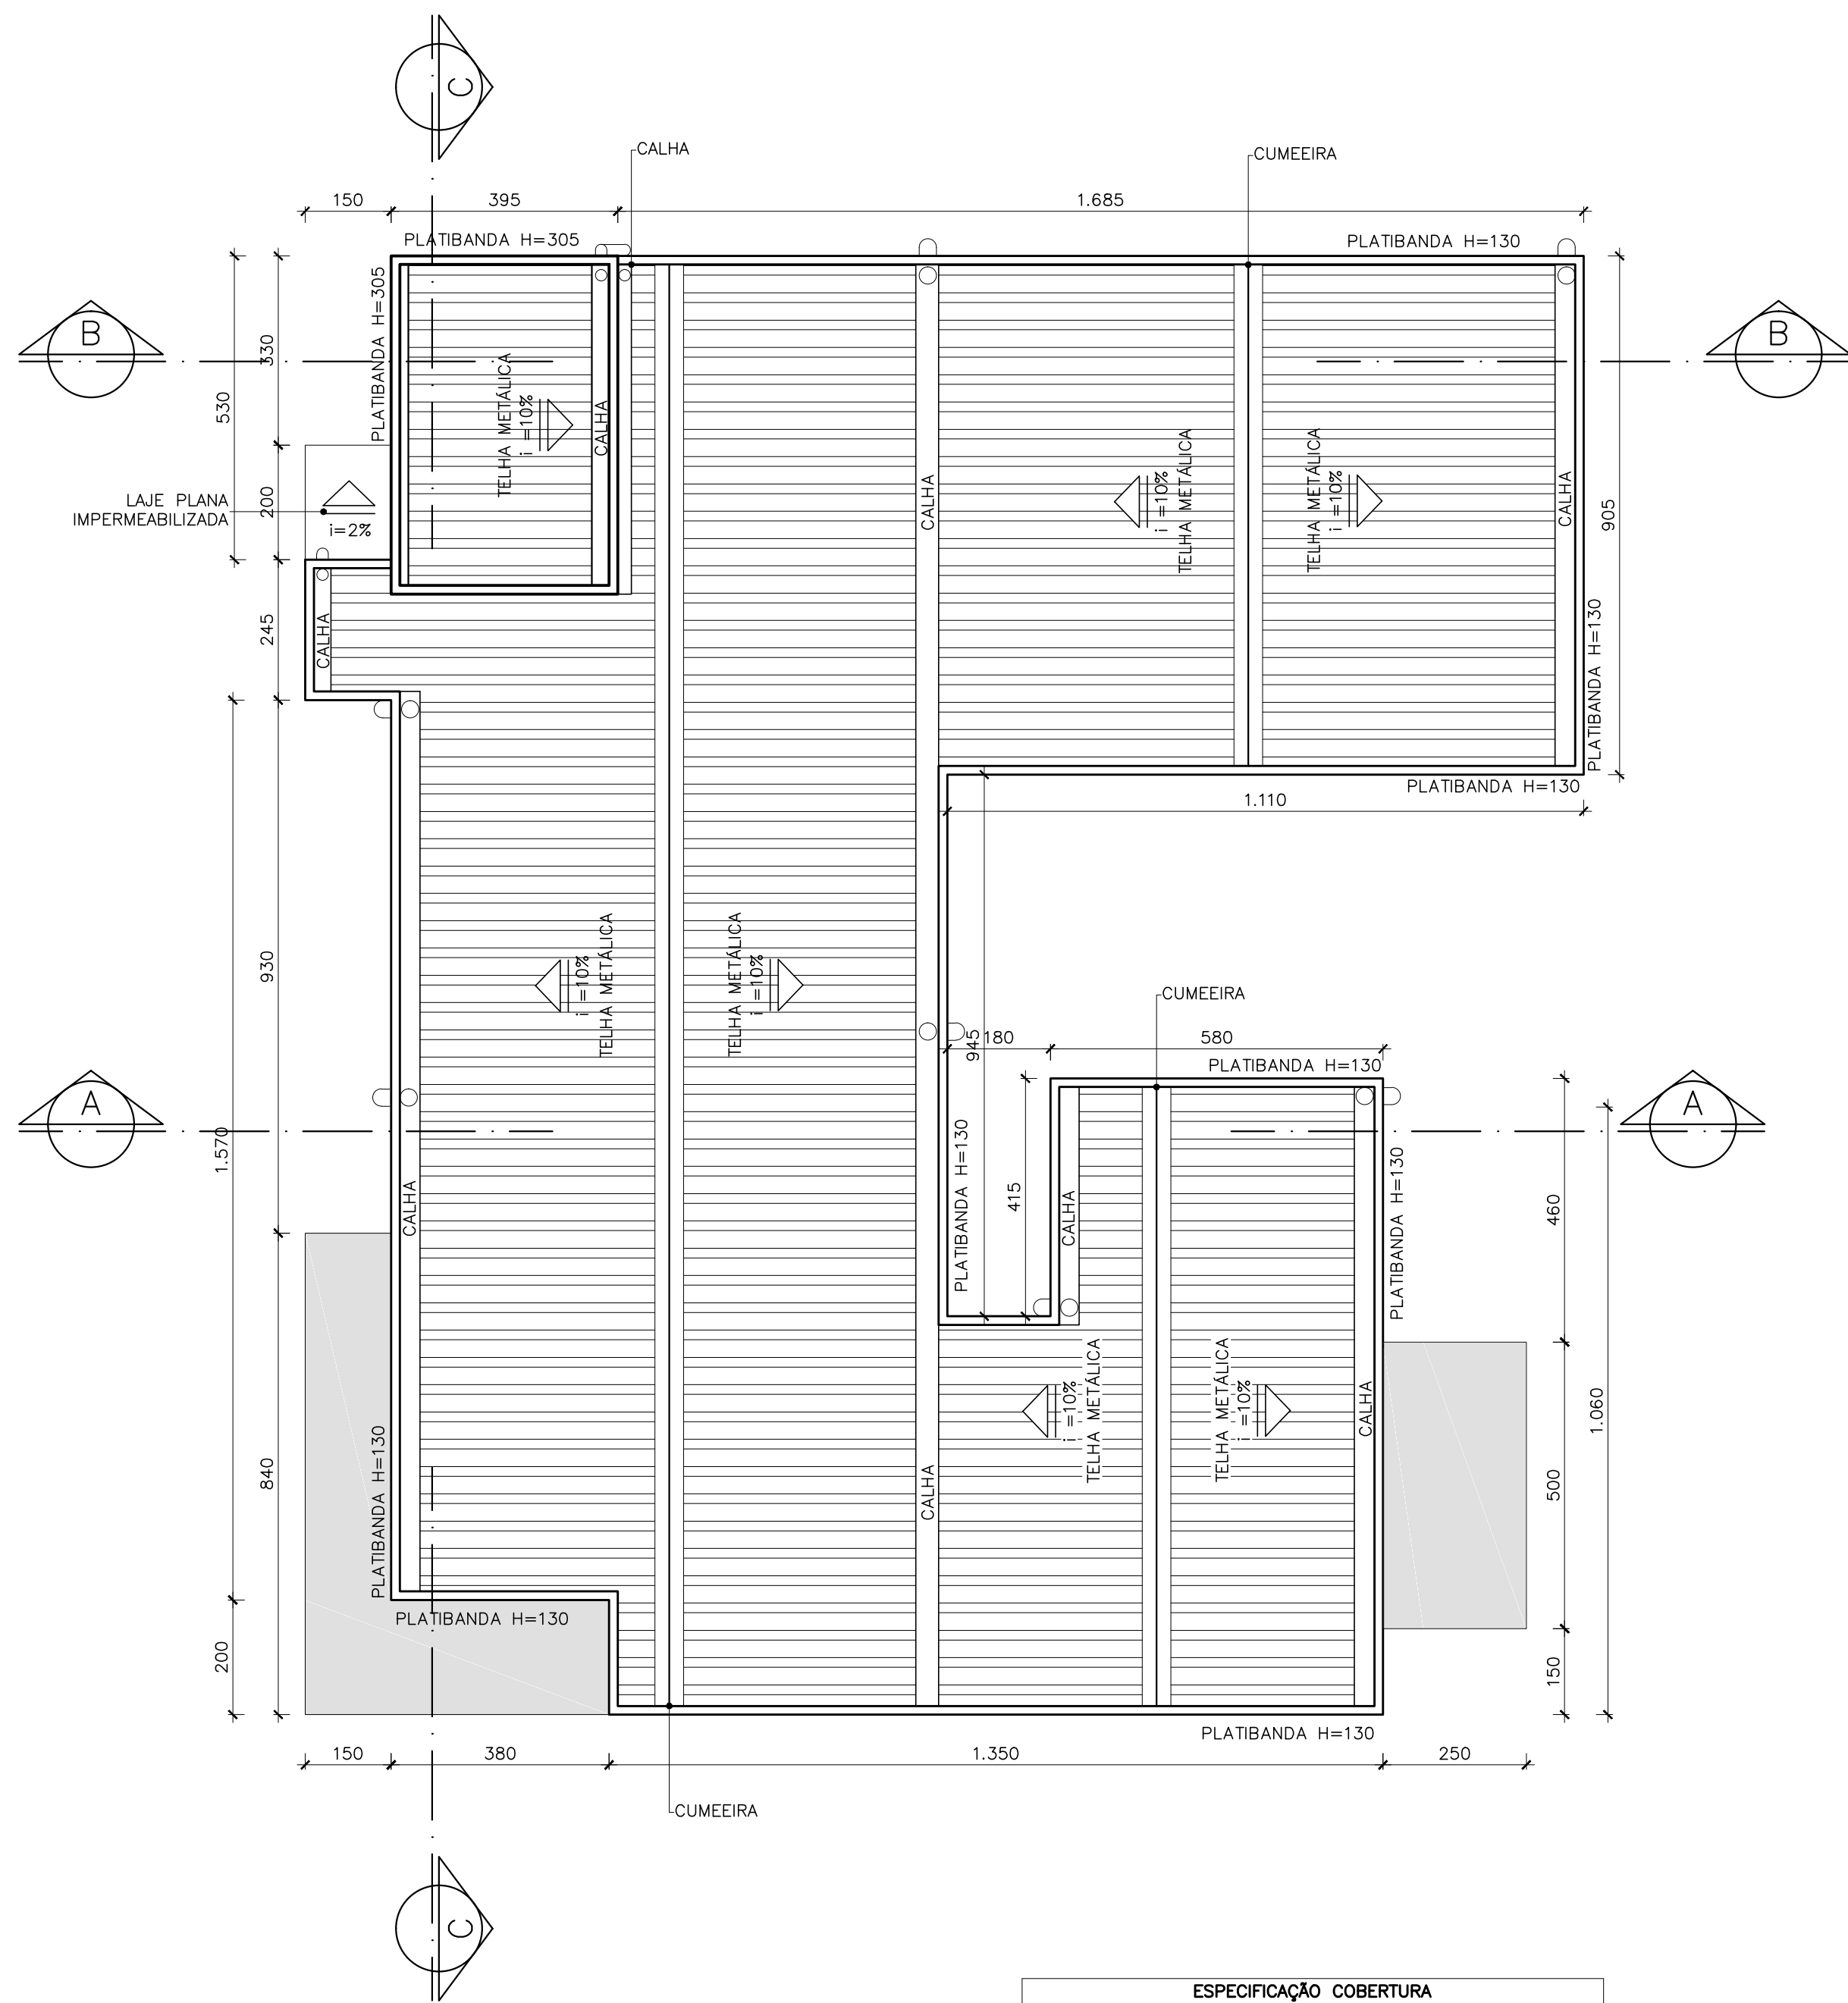 C
CALHA
CUMEEIRA
150
395
1.685
PLATIBANDA H=305
PLATIBANDA H=130
B
B
PLATIBANDA H=305
330
530
TELHA METÁLICA
i =10%
CALHA
CALHA
i =10%
TELHA METÁLICA
TELHA METÁLICA
i =10%
CALHA
905
LAJE PLANA
IMPERMEABILIZADA
200
i=2%
245
CALHA
PLATIBANDA H=130
PLATIBANDA H=130
1.110
930
i =10%
TELHA METÁLICA
TELHA METÁLICA
i =10%
CUMEEIRA
945
180
580
PLATIBANDA H=130
A
A
1.570
CALHA
PLATIBANDA H=130
415
CALHA
PLATIBANDA H=130
460
i =10%
TELHA METÁLICA
TELHA METÁLICA
i =10%
CALHA
1.060
840
PLATIBANDA H=130
CALHA
500
PLATIBANDA H=130
200
150
PLATIBANDA H=130
150
380
1.350
250
CUMEEIRA
C
ESPECIFICAÇÃO COBERTURA